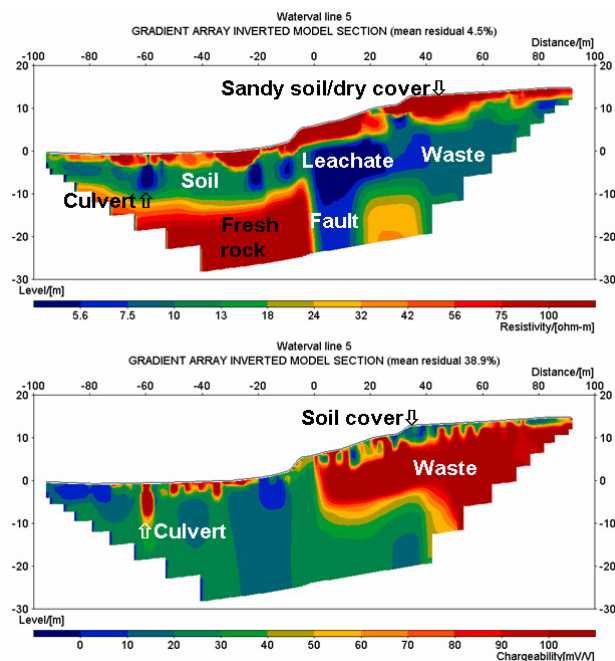 Waterval line 5
GRADIENT ARRAY INVERTED MODEL SECTION (mean residual 4.5%)
Distance/[m]
-100 -80 -60 -40 -20 0 20 40 60 80 100
20 20
Sandy soil/dry cover⇩
10 10
0 0
Leachate Waste
Soil
-10 -10
Culvert⇧
Fresh
rock
Fault
-20 -20
-30 -30
Level/[m]
5.6 7.5 10 13 18 24 32 42 56 75 100
Resistivity/[ohm-m]
Waterval line 5
GRADIENT ARRAY INVERTED MODEL SECTION (mean residual 38.9%)
Distance/[m]
-100 -80 -60 -40 -20 0 20 40 60 80 100
20 20
Soil cover⇩
10 10
Waste
0 0
-10 -10
⇧Culvert
-20 -20
-30 -30
Level/[m]
0 10 20 30 40 50 60 70 80 90 100
Chargeability[mV/V]